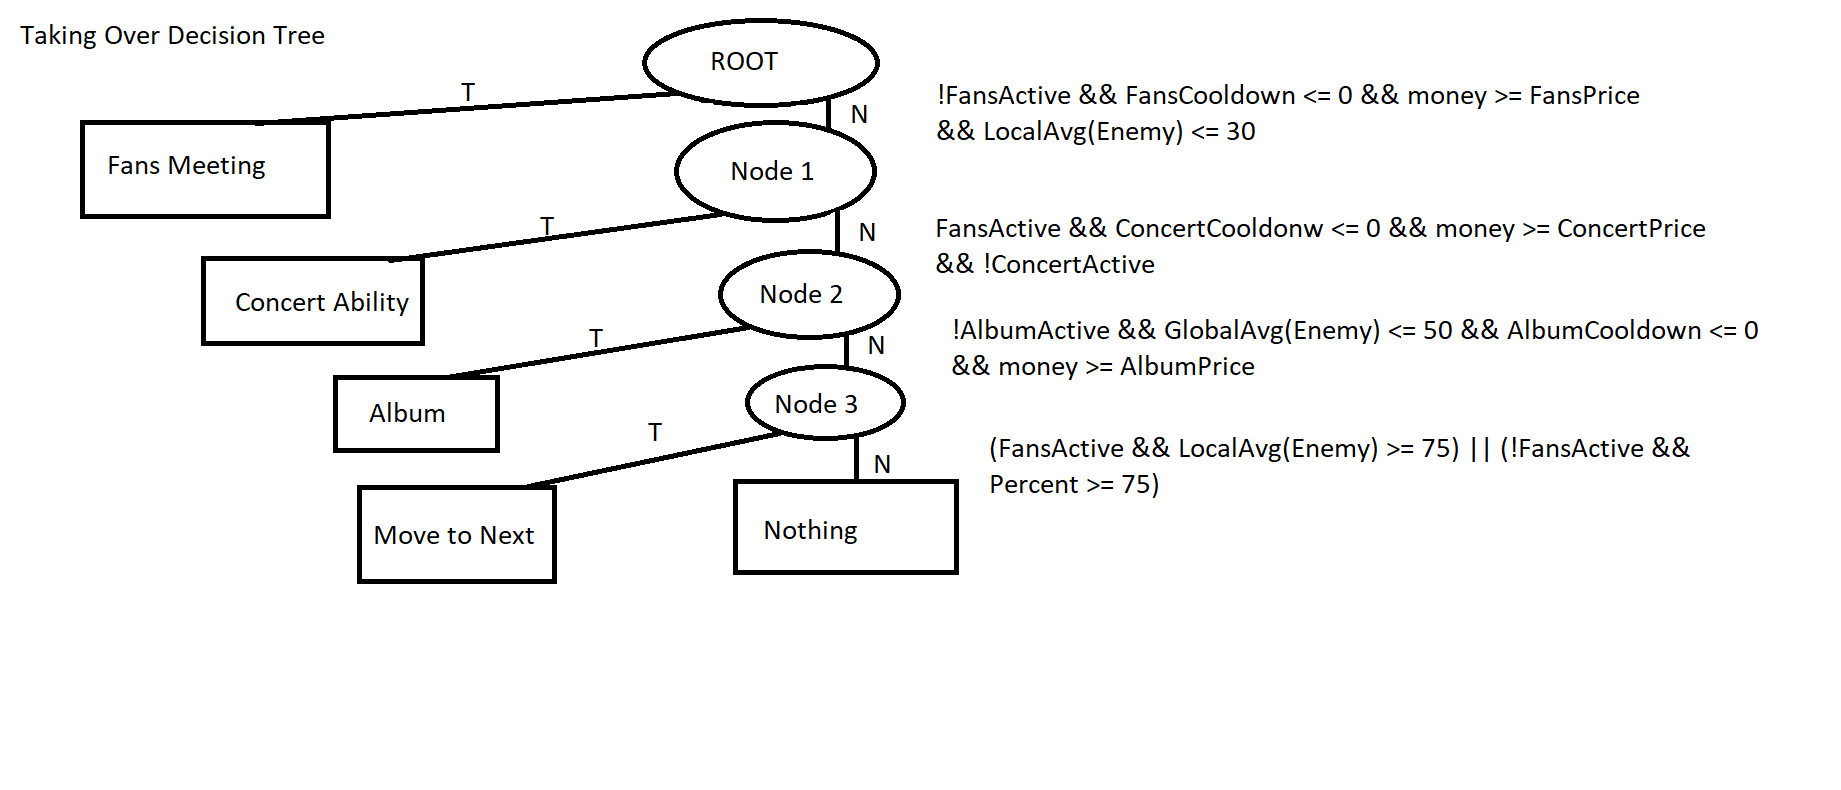 Taking Over Decision Tree
ROOT
T
!FansActive && FansCooldown <= 0 && money >= FansPrice
&& LocalAvg(Enemy) <= 30
N
Fans Meeting
Node 1
T
N
FansActive && ConcertCooldonw <= 0 && money >= ConcertPrice
&& !ConcertActive
Concert Ability
Node 2
T
N
!AlbumActive && GlobalAvg(Enemy) <= 50 && AlbumCooldown <= 0
&& money >= AlbumPrice
Album
Node 3
T
N
(FansActive && LocalAvg(Enemy) >= 75) || (!FansActive &&
Percent >= 75)
Move to Next
Nothing